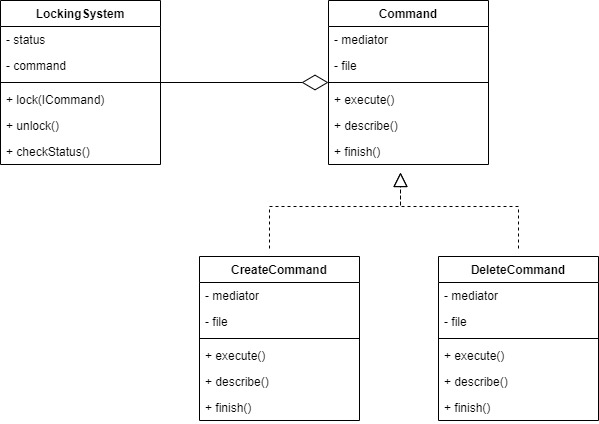 LockingSystem
- status
- command
+ lock(ICommand)
+ unlock()
+ checkStatus()
Command
- mediator
- file
+ execute()
+ describe()
+ finish()
CreateCommand
- mediator
- file
+ execute()
+ describe()
+ finish()
DeleteCommand
- mediator
- file
+ execute()
+ describe()
+ finish()